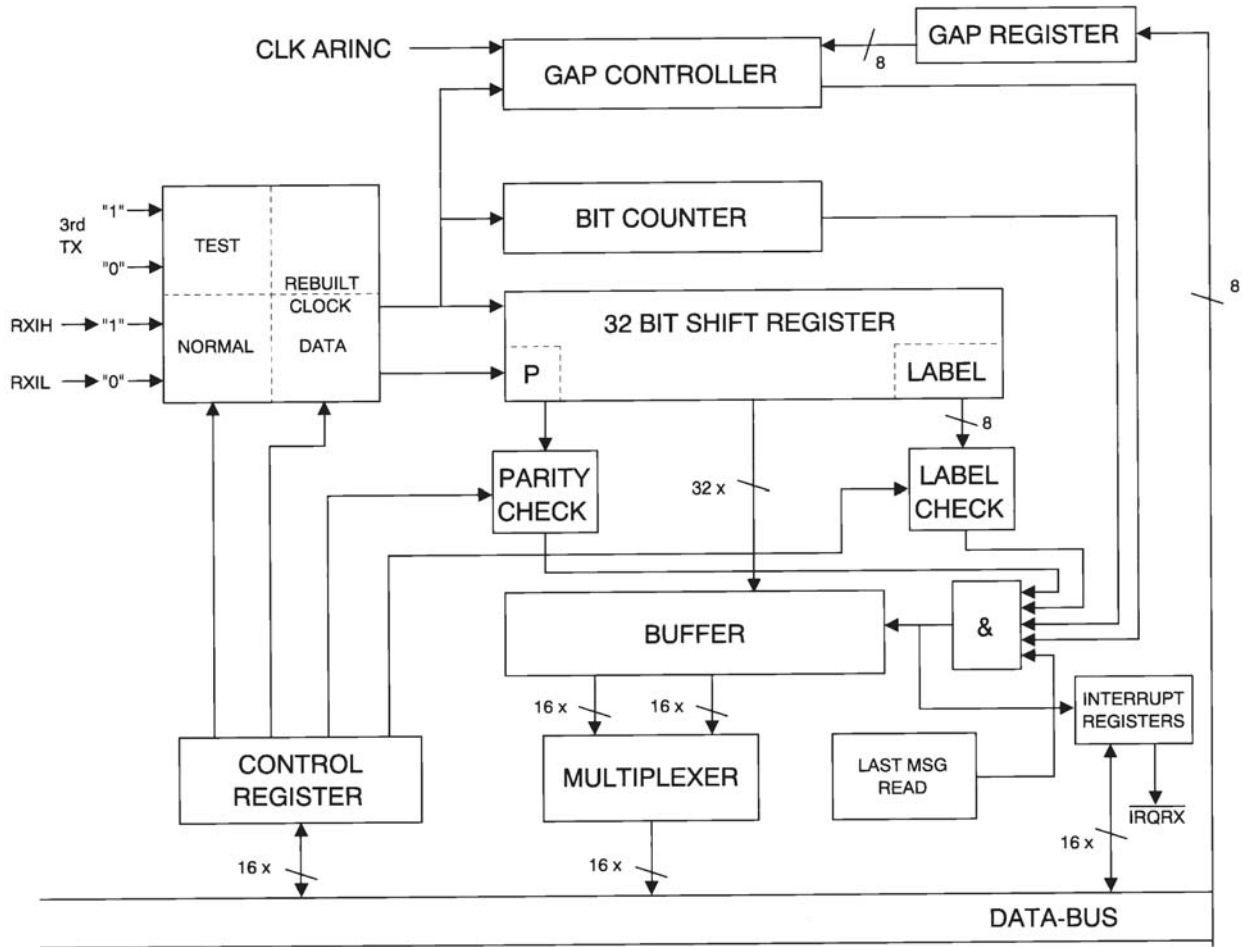 GAP REGISTER
CLK ARINC
8
GAP CONTROLLER
"1"
3rd
TX
"0"
TEST
REBUILT
CLOCK
BIT COUNTER
8
RXIH
"1"
NORMAL
DATA
RXIL
"0"
32 BIT SHIFT REGISTER
P
LABEL
8
PARITY
CHECK
32 x
LABEL
CHECK
BUFFER
&
16 x
16 x
INTERRUPT
REGISTERS
CONTROL
REGISTER
MULTIPLEXER
LAST MSG
READ
IRQRX
16 x
16 x
16 x
DATA-BUS